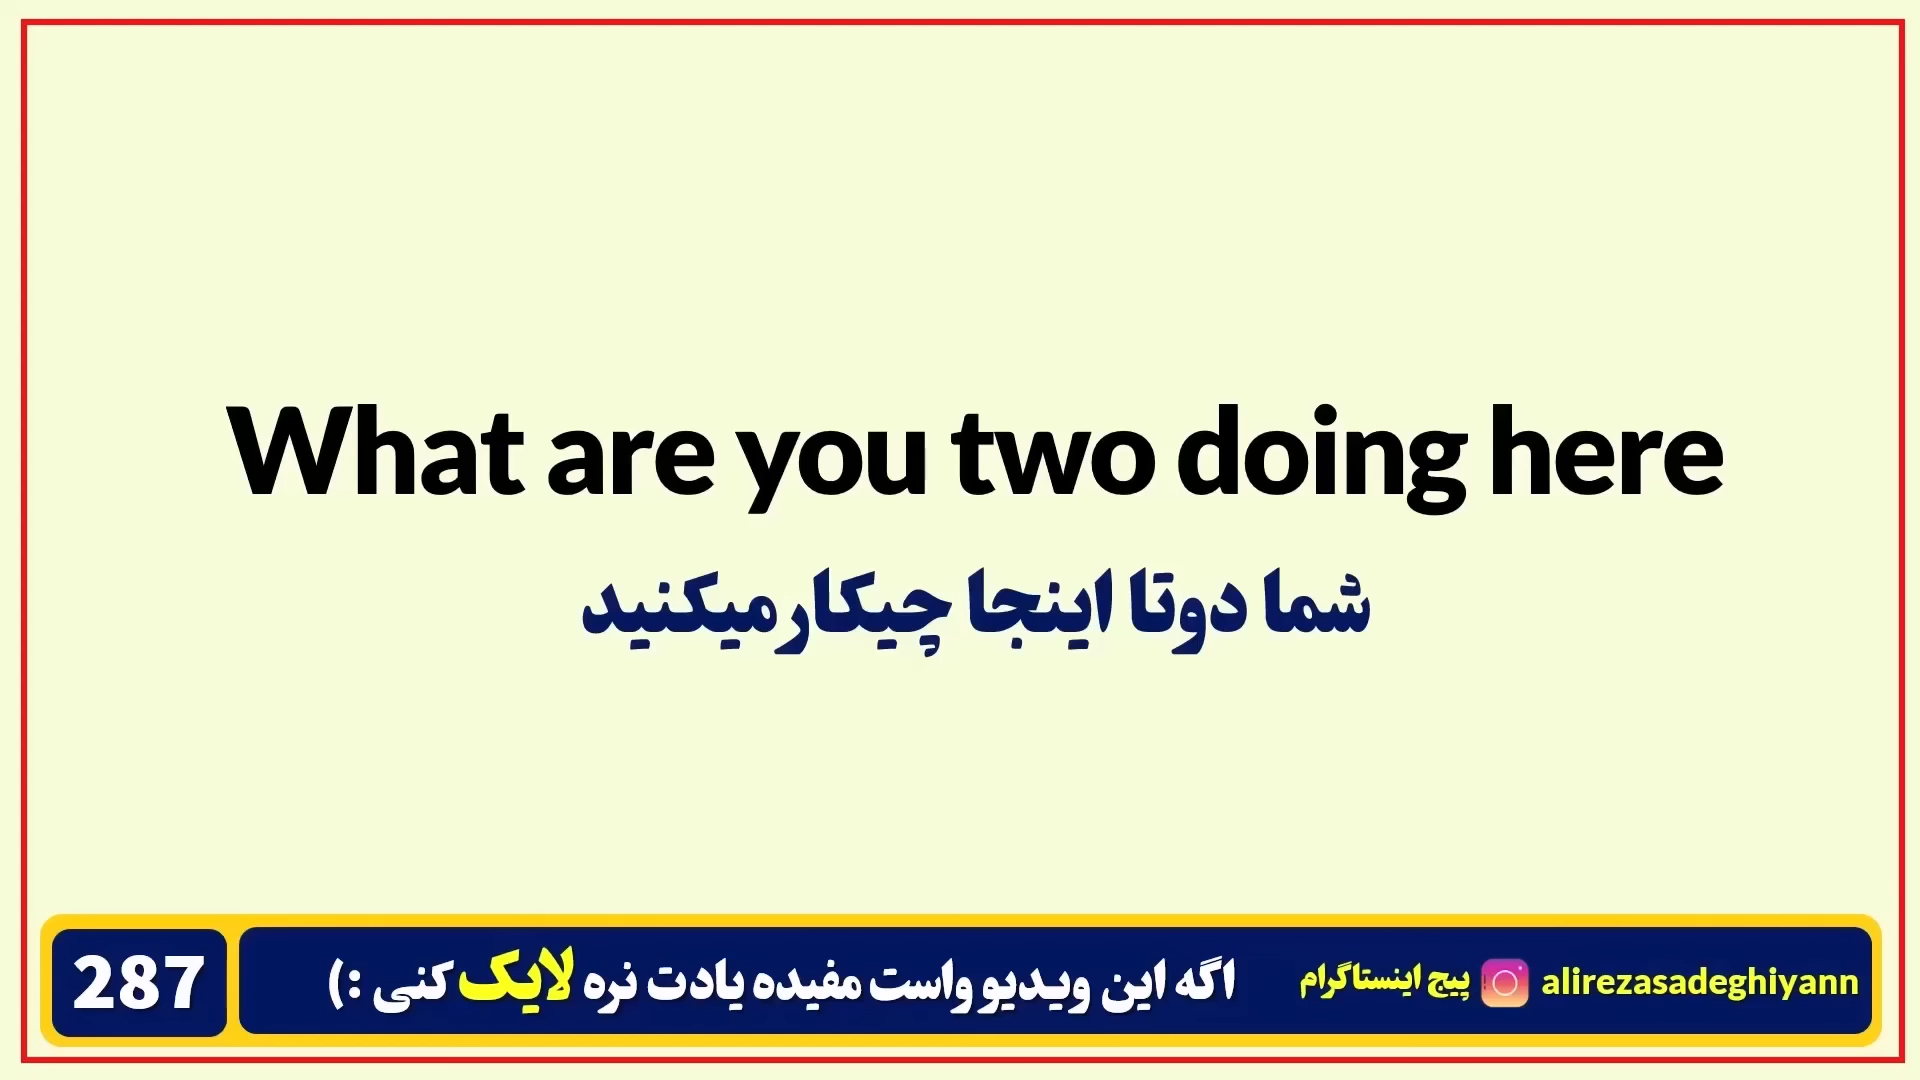 What are you two doing here
شما دوتا اینجا چیکار میکنید
287
اگه این ویدیو واست مفیده یادت نره لایک کنی :)
پیج اینستاگرام
alirezasadeghiyann